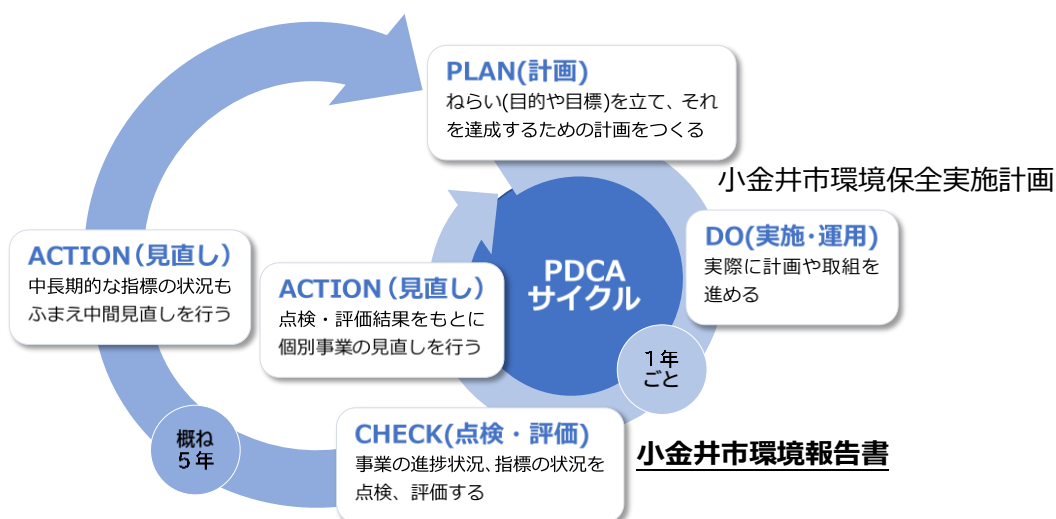 PLAN(計画)
ねらい(目的や目標)を立て、それ
を達成するための計画をつくる
小金井市環境保全実施計画
DO(実施・運用)
実際に計画や取組を
進める
ACTION（見直し）
中長期的な指標の状況も
ふまえ中間見直しを行う
ACTION（見直し）
点検・評価結果をもとに
個別事業の見直しを行う
PDCA
サイクル
１年
ごと
概ね
５年
CHECK(点検・評価)
事業の進捗状況、指標の状況を
点検、評価する
小金井市環境報告書